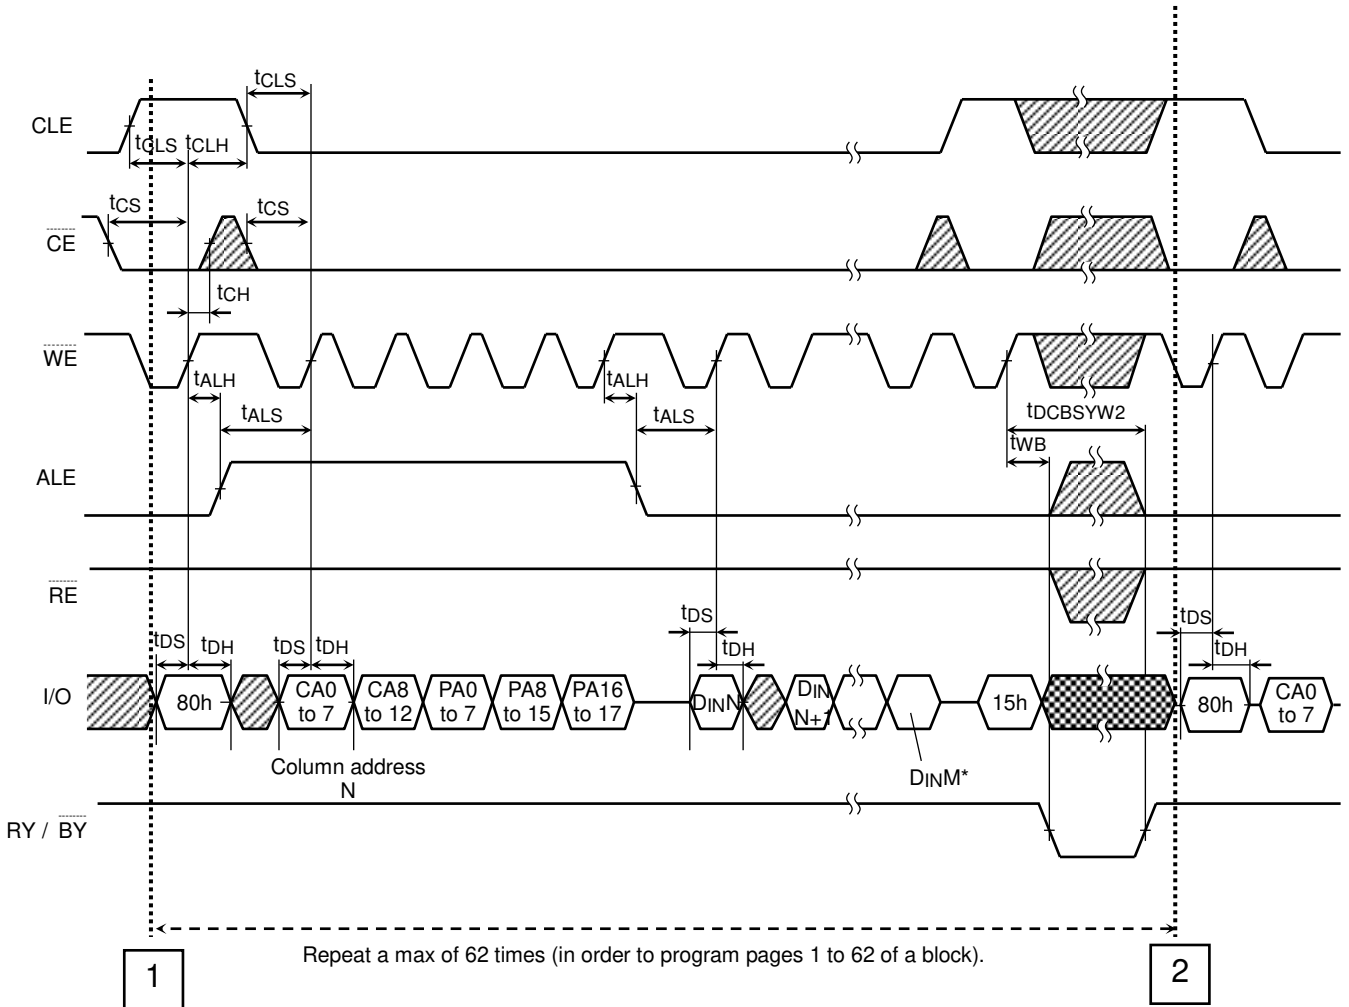 tCLS
CLE
tCLS tCLH
tCS tCS
CE
tCH
WE
tALH tALH
tALS tALS tDCBSYW2
tWB
ALE
RE
tDS tDH tDS tDH tDS tDH tDS tDH
I/O 80h CA0 to 7 CA8 to 12 PA0 to 7 PA8 to 15 PA16 to 17 DINN DIN N+1 15h 80h CA0 to 7
Column address
N
DINM*
RY / BY
Repeat a max of 62 times (in order to program pages 1 to 62 of a block).
1 2